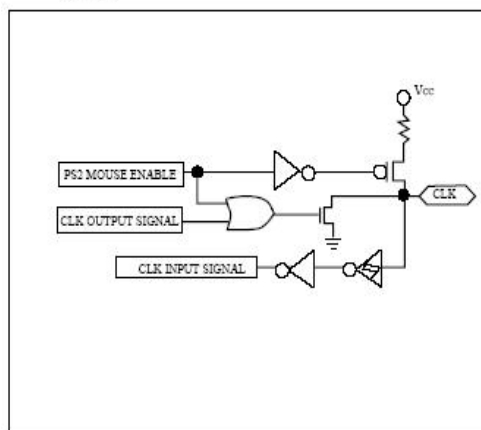 Vcc
PS2 MOUSE ENABLE
CLK
CLK OUTPUT SIGNAL
CLK INPUT SIGNAL